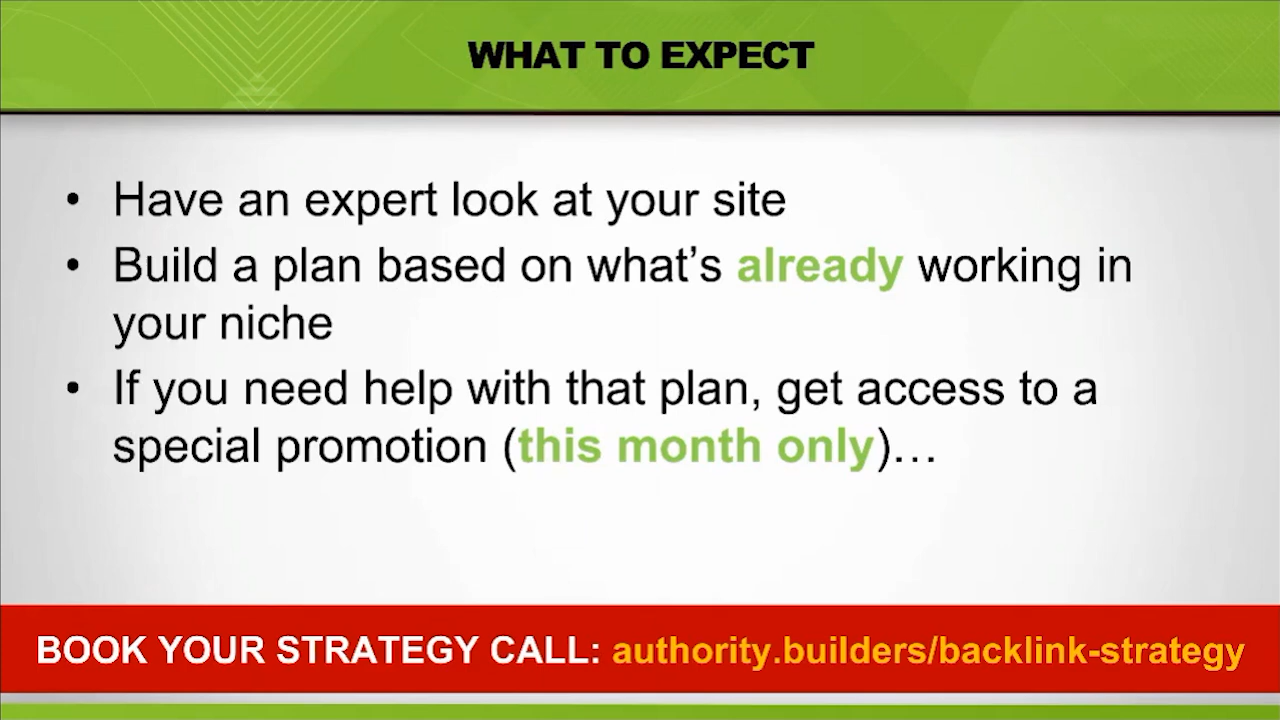 WHAT TO EXPECT
• Have an expert look at your site
• Build a plan based on what’s already working in
your niche
• If you need help with that plan, get access to a
special promotion (this month only)…
BOOK YOUR STRATEGY CALL: authority.builders/backlink-strategy